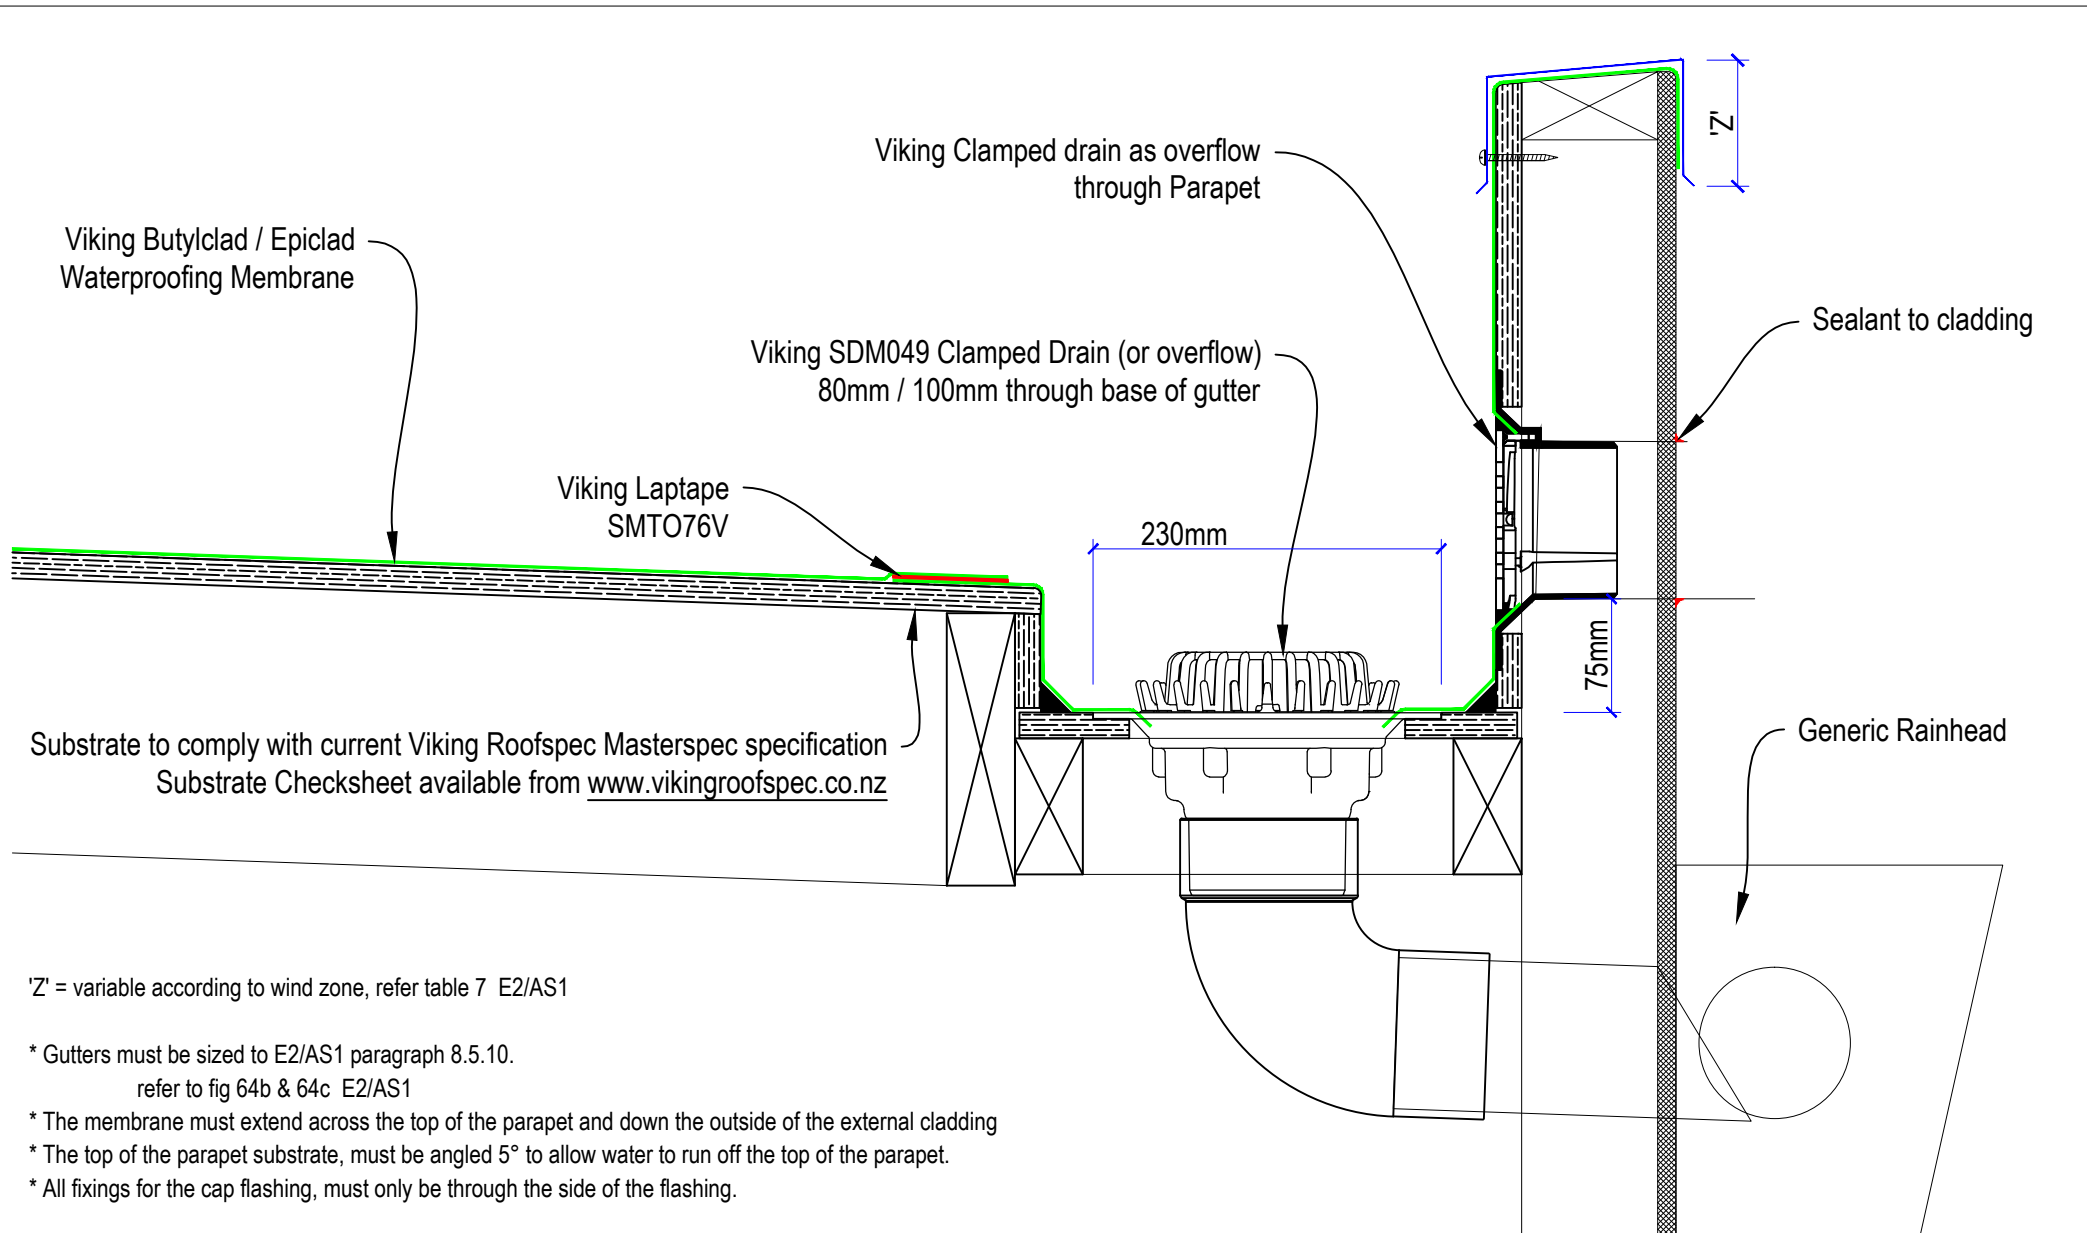 Viking Clamped drain as overflow
through Parapet
'Z'
Viking Butylclad / Epiclad
Waterproofing Membrane
Sealant to cladding
Viking SDM049 Clamped Drain (or overflow)
80mm / 100mm through base of gutter
Viking Laptape
SMTO76V
230mm
75mm
Substrate to comply with current Viking Roofspec Masterspec specification
Substrate Checksheet available from www.vikingroofspec.co.nz
Generic Rainhead
'Z' = variable according to wind zone, refer table 7 E2/AS1
* Gutters must be sized to E2/AS1 paragraph 8.5.10.
refer to fig 64b & 64c E2/AS1
* The membrane must extend across the top of the parapet and down the outside of the external cladding
* The top of the parapet substrate, must be angled 5° to allow water to run off the top of the parapet.
* All fixings for the cap flashing, must only be through the side of the flashing.